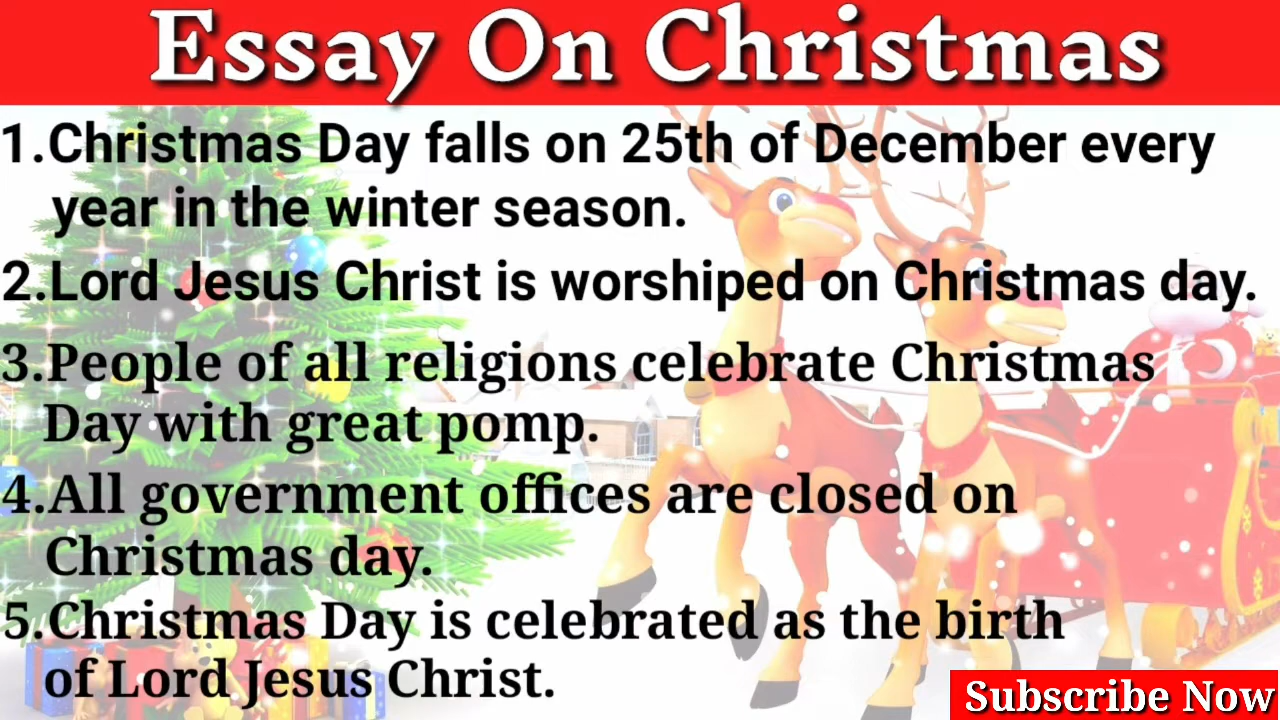 Essay On Christmas
1.Christmas Day falls on 25th of December every
year in the winter season.
2.Lord Jesus Christ is worshiped on Christmas day.
3.People of all religions celebrate Christmas
Day with great pomp.
4.All government offices are closed on
Christmas day.
5.Christmas Day is celebrated as the birth
of Lord Jesus Christ.
Subscribe Now